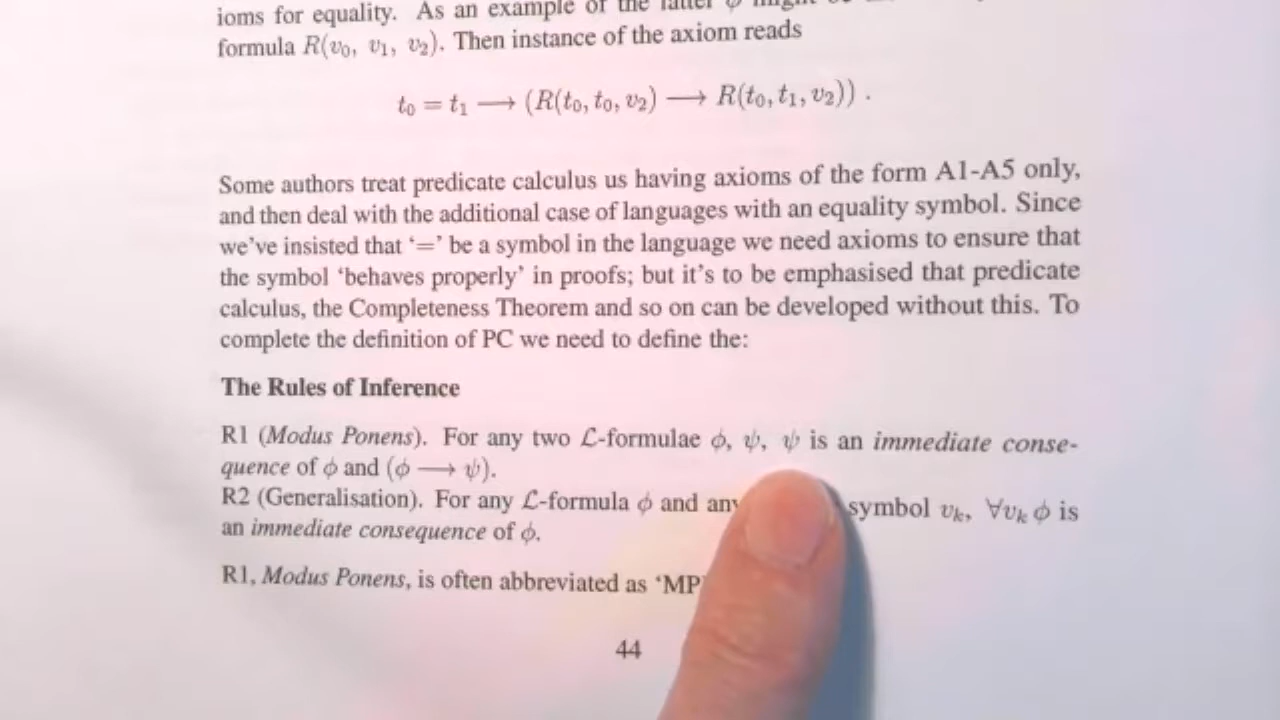 ioms for equality. As an example of the latter ϕ might be
formula R(v₀, v₁, v₂). Then instance of the axiom reads
t₀ = t₁ ⟶ (R(t₀, t₀, v₂) ⟶ R(t₀, t₁, v₂)) .
Some authors treat predicate calculus us having axioms of the form A1-A5 only,
and then deal with the additional case of languages with an equality symbol. Since
we've insisted that ‘=’ be a symbol in the language we need axioms to ensure that
the symbol ‘behaves properly’ in proofs; but it's to be emphasised that predicate
calculus, the Completeness Theorem and so on can be developed without this. To
complete the definition of PC we need to define the:
The Rules of Inference
R1 (Modus Ponens). For any two ℒ-formulae ϕ, ψ, ψ is an immediate conse-
quence of ϕ and (ϕ ⟶ ψ).
R2 (Generalisation). For any ℒ-formula ϕ and any symbol vₖ, ∀vₖ ϕ is
an immediate consequence of ϕ.
R1, Modus Ponens, is often abbreviated as ‘MP
44